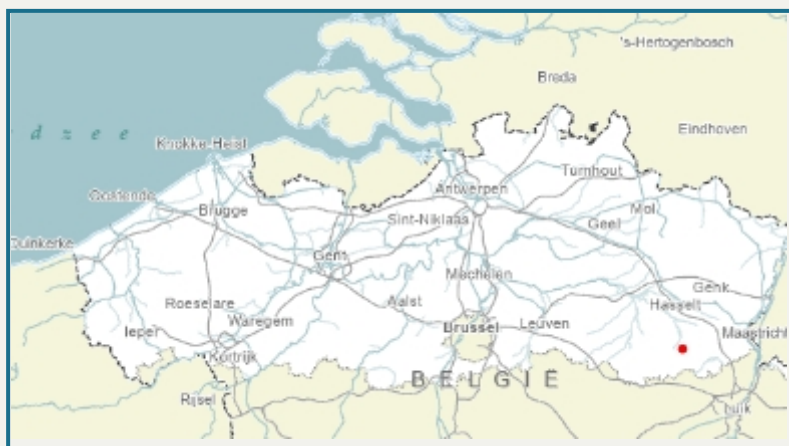 's-Hertogenbosch
Breda
Eindhoven
d z e e
Knokke-Heist
Turnhout
Antwerpen
Oostende
Mol
Brugge
Sint-Niklaas
Geel
Duinkerke
Gent
Mechelen
Genk
Roeselare
Aalst
Hasselt
Waregem
Brussel
Leuven
Maastricht
Ieper
Kortrijk
BELGIË
Rijsel
Luik